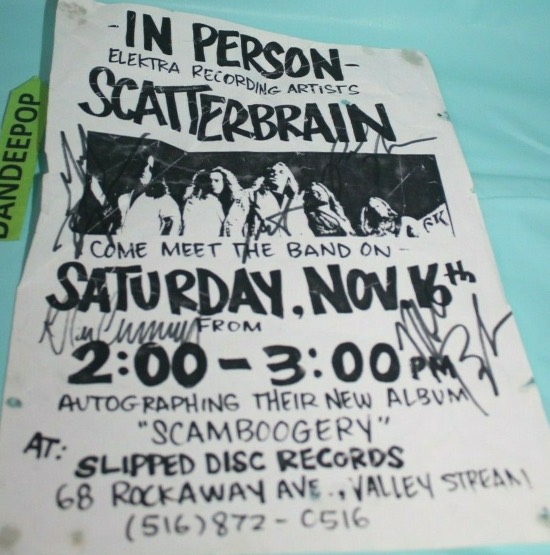 -IN PERSON-
ELEKTRA RECORDING ARTISTS
SCATTERBRAIN
COME MEET THE BAND ON -
SATURDAY, NOV. 16th
FROM
2:00 - 3:00 PM
AUTOGRAPHING THEIR NEW ALBUM
"SCAMBOOGERY"
AT: SLIPPED DISC RECORDS
68 ROCKAWAY AVE., VALLEY STREAM
(516) 872-0516
DANDEEPOP